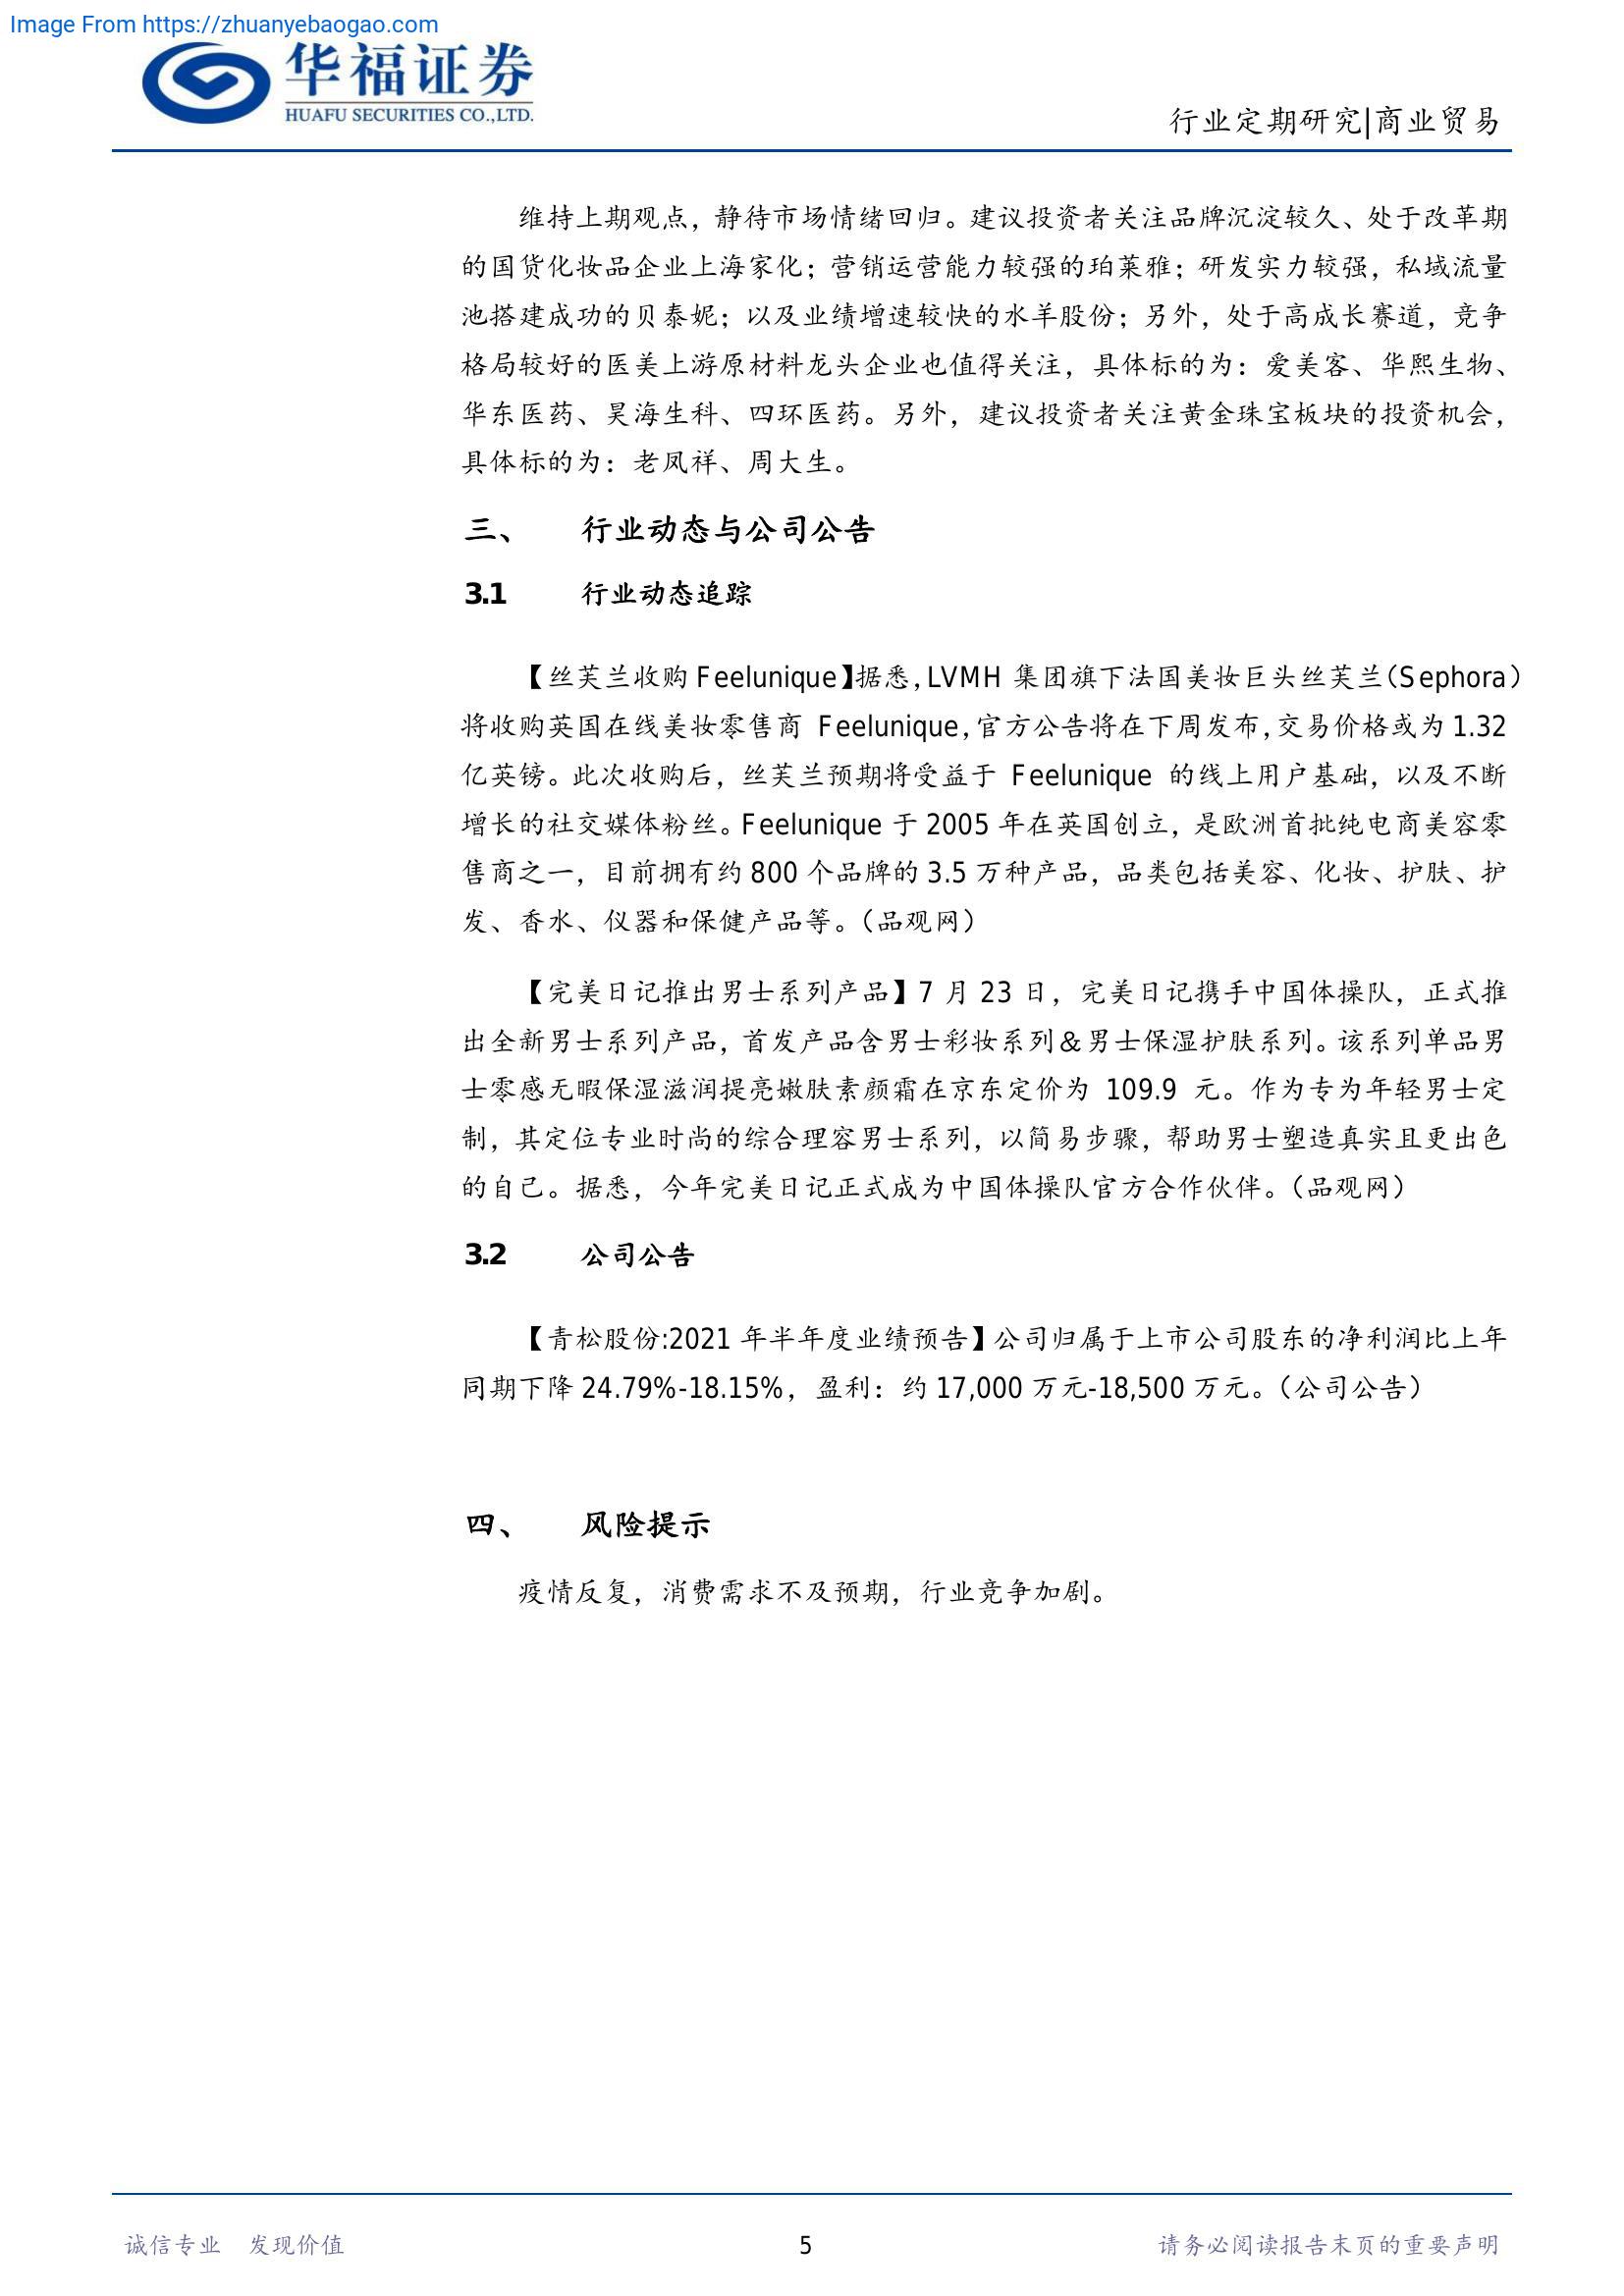 Image From https://zhuanyebaogao.com
华福证券
HUAFU SECURITIES CO.,LTD.
行业定期研究|商业贸易
维持上期观点，静待市场情绪回归。建议投资者关注品牌沉淀较久、处于改革期
的国货化妆品企业上海家化；营销运营能力较强的珀莱雅；研发实力较强，私域流量
池搭建成功的贝泰妮；以及业绩增速较快的水羊股份；另外，处于高成长赛道，竞争
格局较好的医美上游原材料龙头企业也值得关注，具体标的为：爱美客、华熙生物、
华东医药、昊海生科、四环医药。另外，建议投资者关注黄金珠宝板块的投资机会，
具体标的为：老凤祥、周大生。
三、 行业动态与公司公告
3.1 行业动态追踪
【丝芙兰收购 Feelunique】据悉，LVMH 集团旗下法国美妆巨头丝芙兰（Sephora）
将收购英国在线美妆零售商 Feelunique，官方公告将在下周发布，交易价格或为 1.32
亿英镑。此次收购后，丝芙兰预期将受益于 Feelunique 的线上用户基础，以及不断
增长的社交媒体粉丝。Feelunique 于 2005 年在英国创立，是欧洲首批纯电商美容零
售商之一，目前拥有约 800 个品牌的 3.5 万种产品，品类包括美容、化妆、护肤、护
发、香水、仪器和保健产品等。（品观网）
【完美日记推出男士系列产品】7 月 23 日，完美日记携手中国体操队，正式推
出全新男士系列产品，首发产品含男士彩妆系列＆男士保湿护肤系列。该系列单品男
士零感无暇保湿滋润提亮嫩肤素颜霜在京东定价为 109.9 元。作为专为年轻男士定
制，其定位专业时尚的综合理容男士系列，以简易步骤，帮助男士塑造真实且更出色
的自己。据悉，今年完美日记正式成为中国体操队官方合作伙伴。（品观网）
3.2 公司公告
【青松股份:2021 年半年度业绩预告】公司归属于上市公司股东的净利润比上年
同期下降 24.79%-18.15%，盈利：约 17,000 万元-18,500 万元。（公司公告）
四、 风险提示
疫情反复，消费需求不及预期，行业竞争加剧。
诚信专业 发现价值 5 请务必阅读报告末页的重要声明